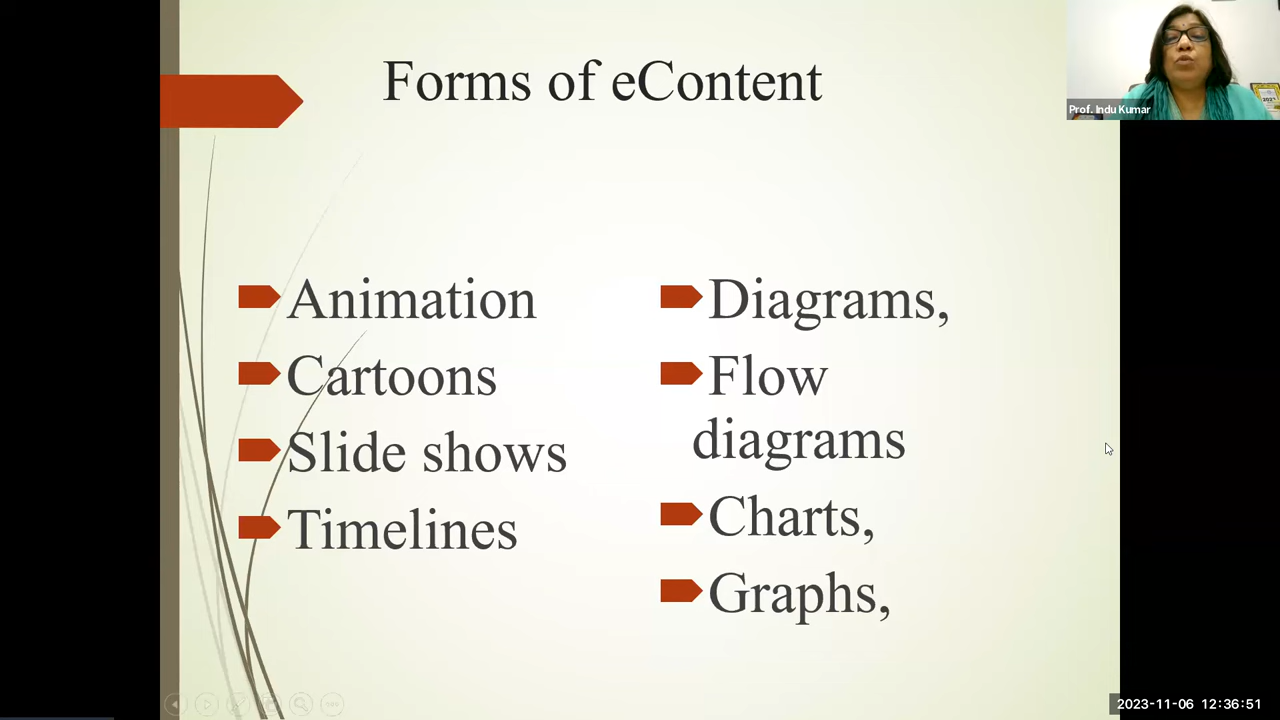 Forms of eContent
Prof. Indu Kumar
Animation
Cartoons
Slide shows
Timelines
Diagrams,
Flow
diagrams
Charts,
Graphs,
2023-11-06 12:36:51